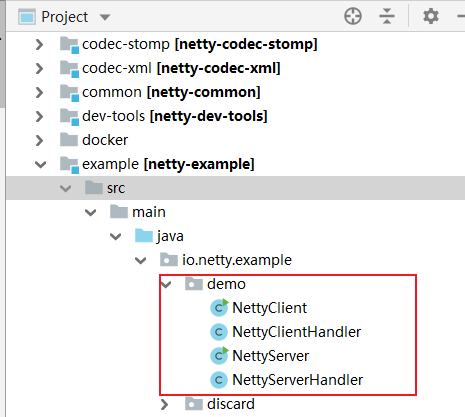 Project
codec-stomp [netty-codec-stomp]
codec-xml [netty-codec-xml]
common [netty-common]
dev-tools [netty-dev-tools]
docker
example [netty-example]
src
main
java
io.netty.example
demo
NettyClient
NettyClientHandler
NettyServer
NettyServerHandler
discard